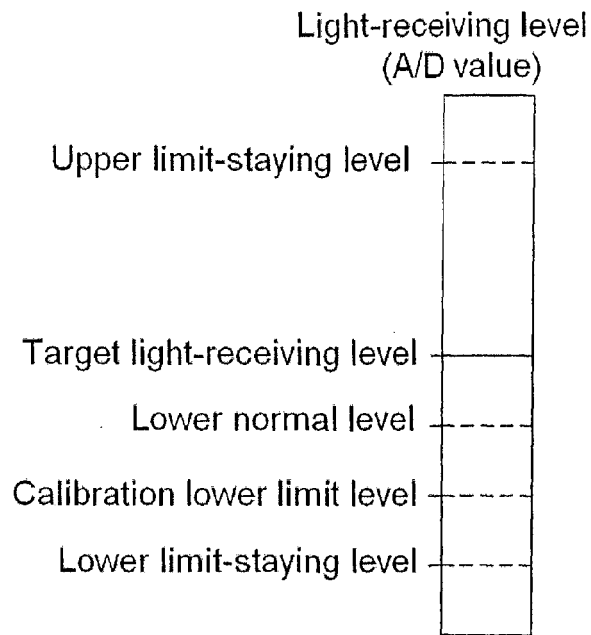 Light-receiving level
(A/D value)
Upper limit-staying level
Target light-receiving level
Lower normal level
Calibration lower limit level
Lower limit-staying level